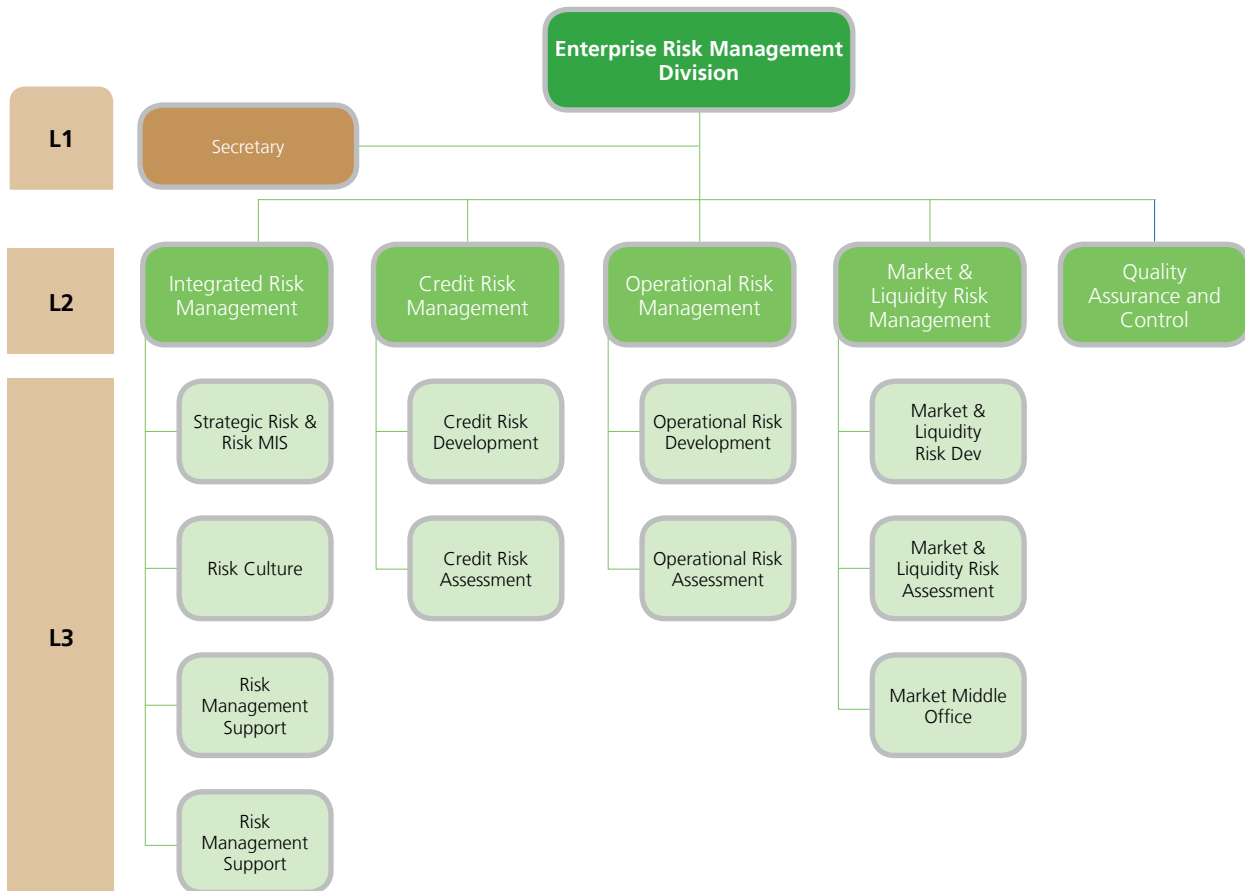 Enterprise Risk Management
Division
L1
Secretary
L2
Integrated Risk
Management
Credit Risk
Management
Operational Risk
Management
Market &
Liquidity Risk
Management
Quality
Assurance and
Control
L3
Strategic Risk &
Risk MIS
Credit Risk
Development
Operational Risk
Development
Market &
Liquidity
Risk Dev
Risk Culture
Credit Risk
Assessment
Operational Risk
Assessment
Market &
Liquidity Risk
Assessment
Risk
Management
Support
Market Middle
Office
Risk
Management
Support